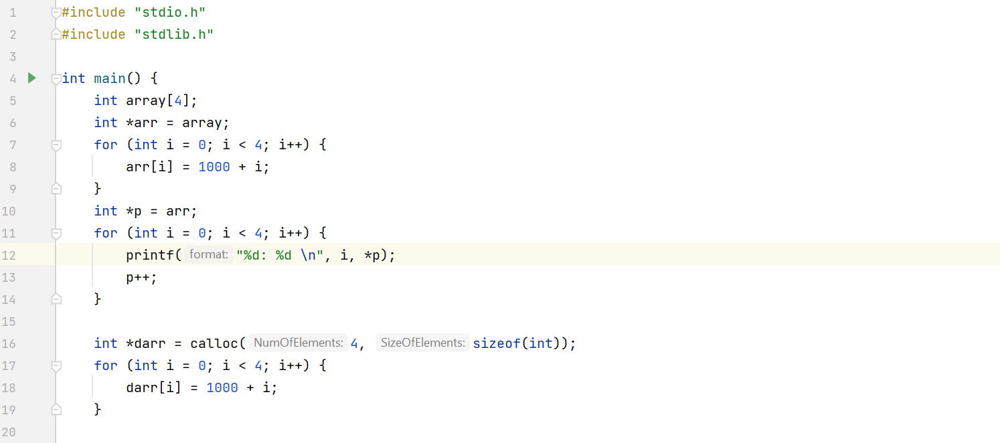 1 #include "stdio.h"
2 #include "stdlib.h"
3
4 int main() {
5     int array[4];
6     int *arr = array;
7     for (int i = 0; i < 4; i++) {
8         arr[i] = 1000 + i;
9     }
10     int *p = arr;
11     for (int i = 0; i < 4; i++) {
12         printf( format: "%d: %d \n", i, *p);
13         p++;
14     }
15
16     int *darr = calloc( NumOfElements: 4, SizeOfElements: sizeof(int));
17     for (int i = 0; i < 4; i++) {
18         darr[i] = 1000 + i;
19     }
20